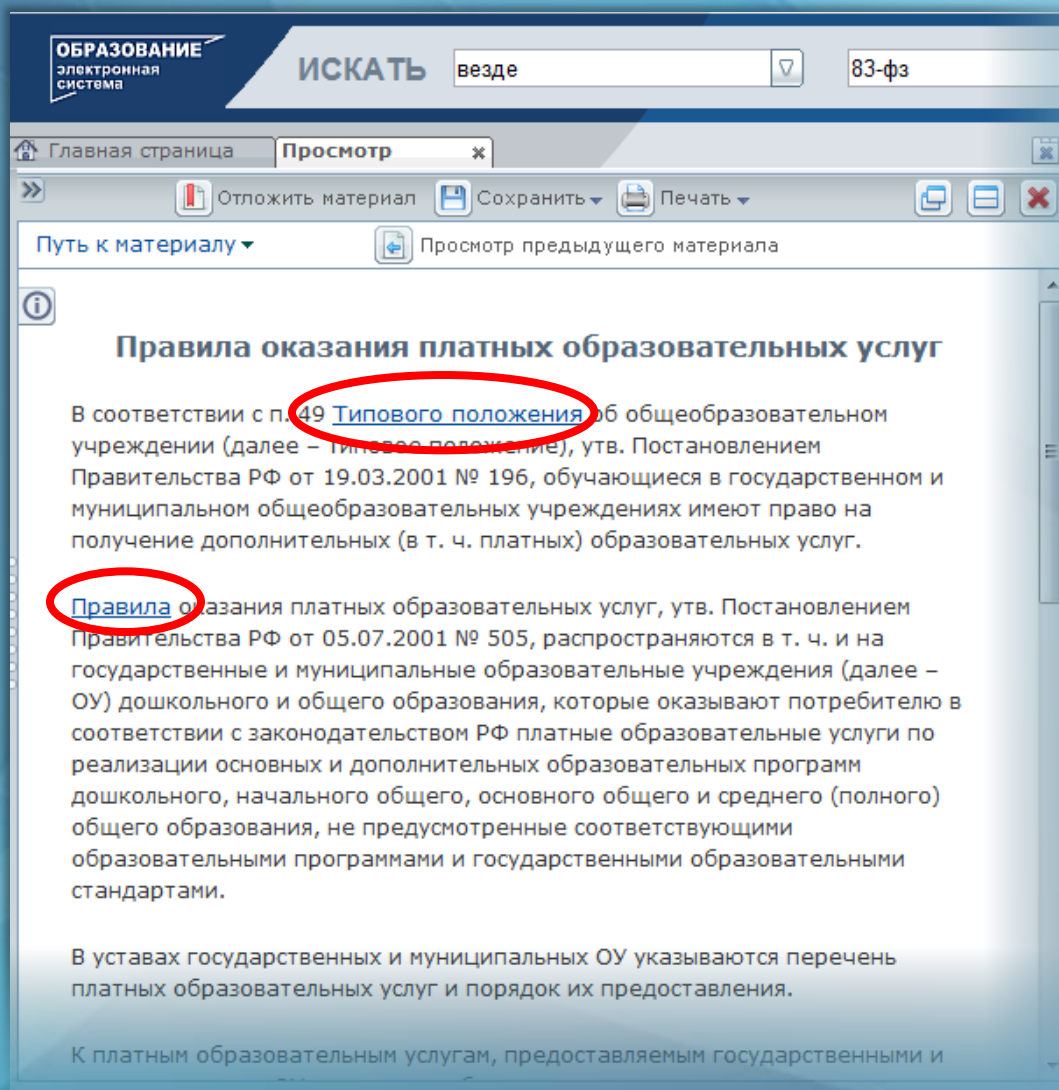 ОБРАЗОВАНИЕ
электронная
система
ИСКАТЬ везде 83-фз
Главная страница Просмотр
Отложить материал Сохранить Печать
Путь к материалу Просмотр предыдущего материала
Правила оказания платных образовательных услуг
В соответствии с п. 49 Типового положения об общеобразовательном
учреждении (далее – Типовое положение), утв. Постановлением
Правительства РФ от 19.03.2001 № 196, обучающиеся в государственном и
муниципальном общеобразовательных учреждениях имеют право на
получение дополнительных (в т. ч. платных) образовательных услуг.
Правила оказания платных образовательных услуг, утв. Постановлением
Правительства РФ от 05.07.2001 № 505, распространяются в т. ч. и на
государственные и муниципальные образовательные учреждения (далее –
ОУ) дошкольного и общего образования, которые оказывают потребителю в
соответствии с законодательством РФ платные образовательные услуги по
реализации основных и дополнительных образовательных программ
дошкольного, начального общего, основного общего и среднего (полного)
общего образования, не предусмотренные соответствующими
образовательными программами и государственными образовательными
стандартами.
В уставах государственных и муниципальных ОУ указываются перечень
платных образовательных услуг и порядок их предоставления.
К платным образовательным услугам, предоставляемым государственными и